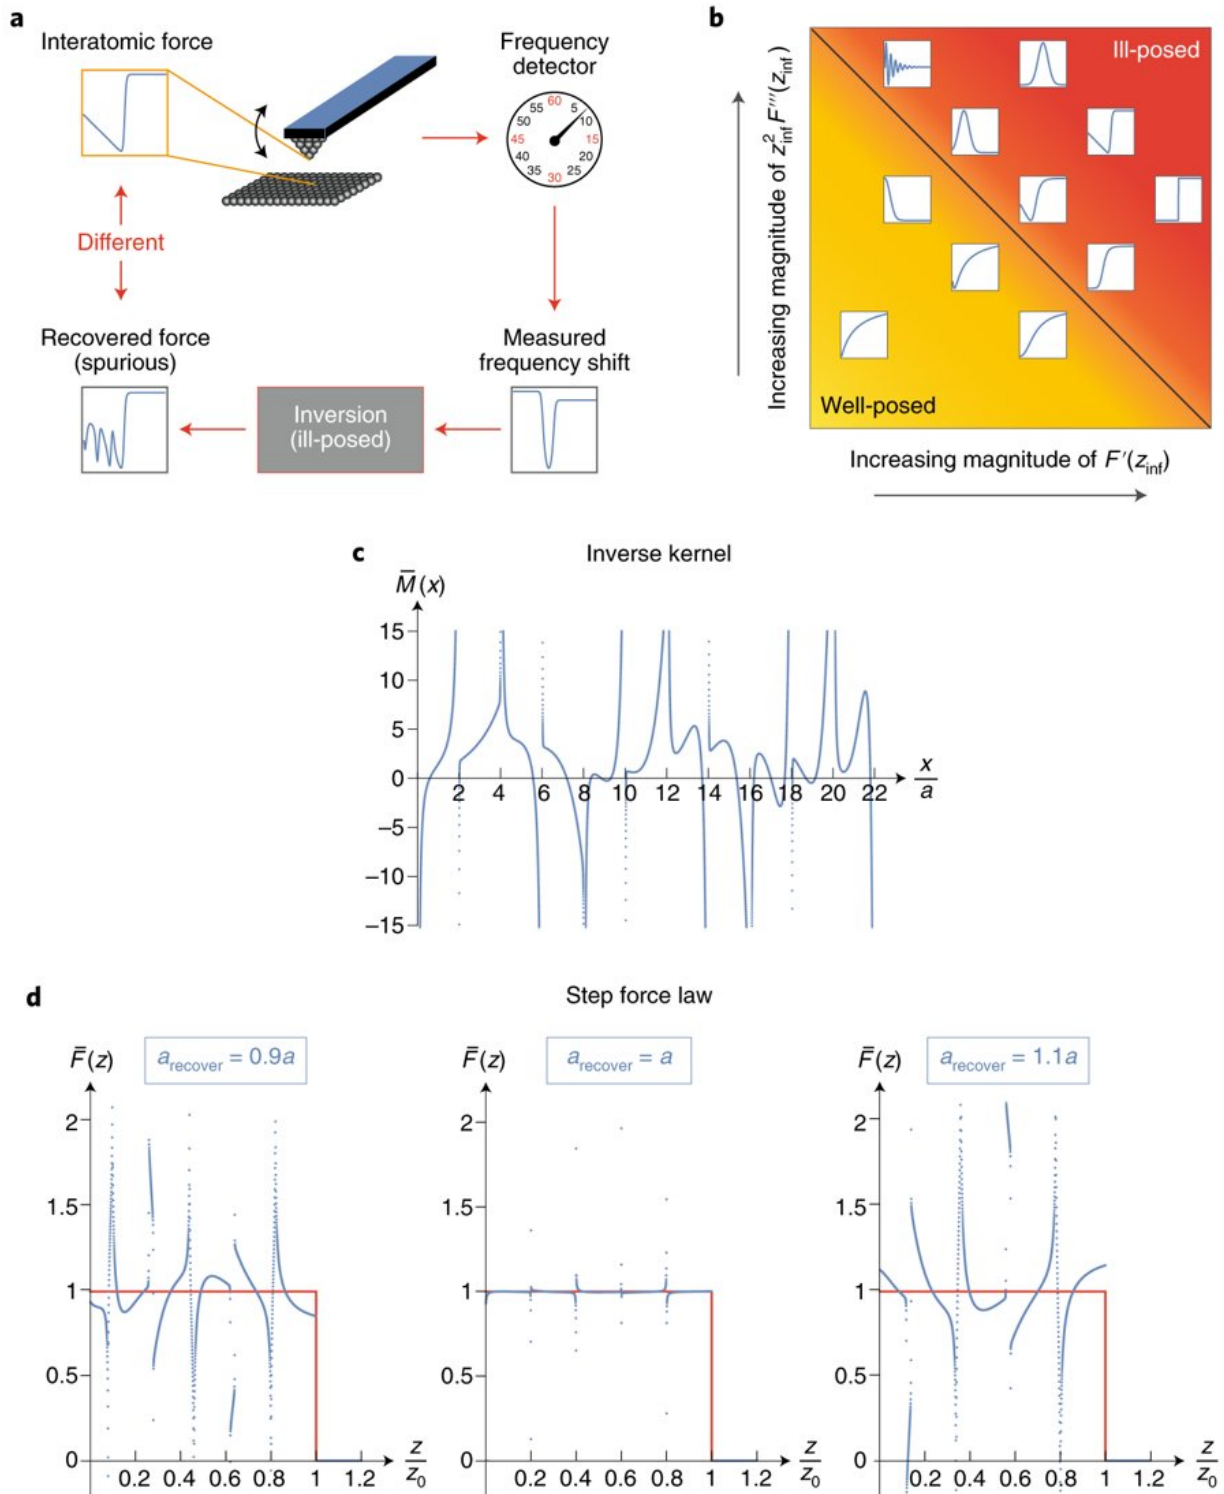 a
Interatomic force
Frequency
detector
60
55
5
50
10
45
15
40
20
35
25
30
Different
Recovered force
(spurious)
Inversion
(ill-posed)
Measured
frequency shift
b
Ill-posed
Well-posed
Increasing magnitude of z²inf F‴(zinf)
Increasing magnitude of F′(zinf)
c
Inverse kernel
M̅(x)
15
10
5
0
−5
−10
−15
2 4 6 8 10 12 14 16 18 20 22
x
a
d
Step force law
F̅(z)
arecover = 0.9a
2
1.5
1
0.5
0
0.2 0.4 0.6 0.8 1 1.2
z
z0
F̅(z)
arecover = a
2
1.5
1
0.5
0
0.2 0.4 0.6 0.8 1 1.2
z
z0
F̅(z)
arecover = 1.1a
2
1.5
1
0.5
0
0.2 0.4 0.6 0.8 1 1.2
z
z0